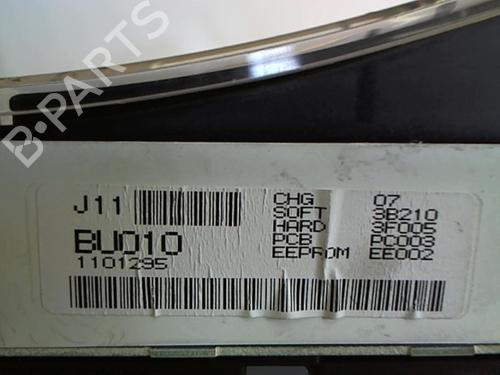 B-PARTS
J11
BU010
1101295
CHG 07
SOFT 3B210
HARD 3F005
PCB PC003
EEPROM EE002